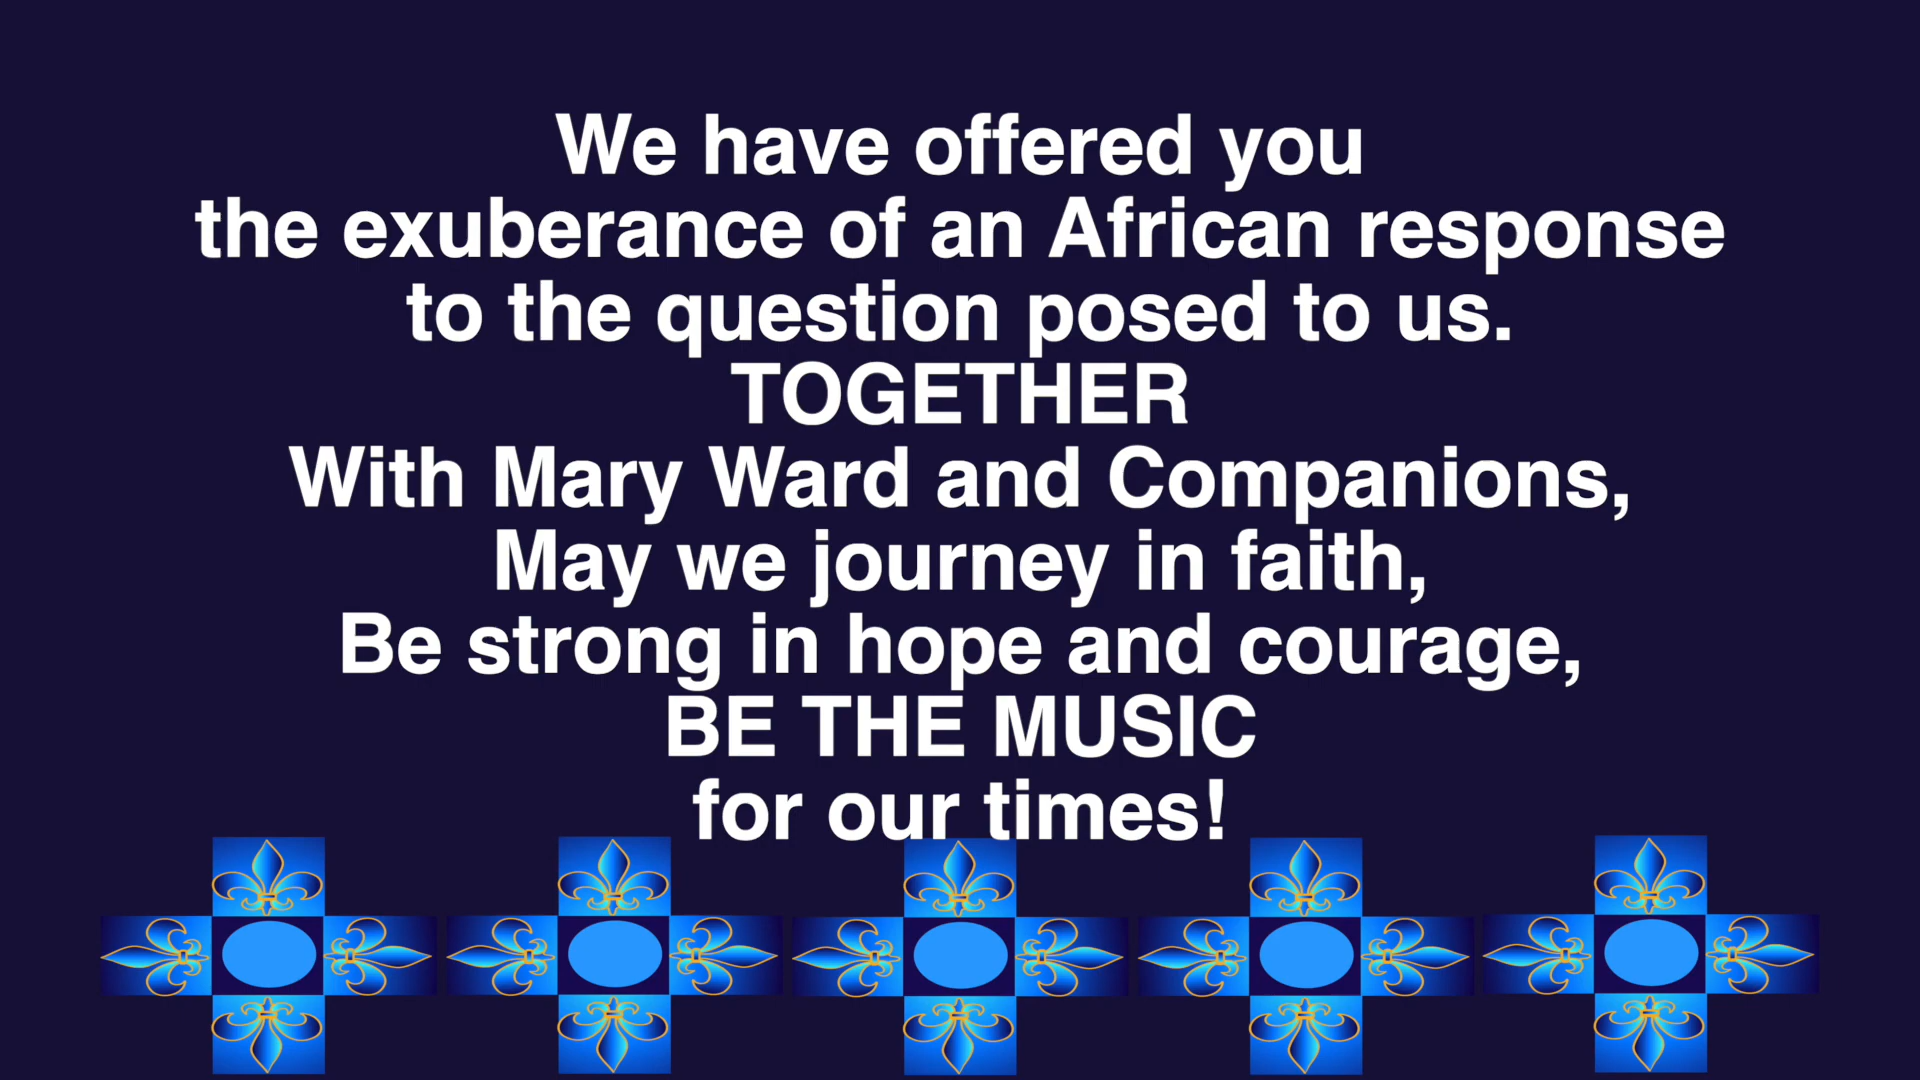 We have offered you
the exuberance of an African response
to the question posed to us.
TOGETHER
With Mary Ward and Companions,
May we journey in faith,
Be strong in hope and courage,
BE THE MUSIC
for our times!